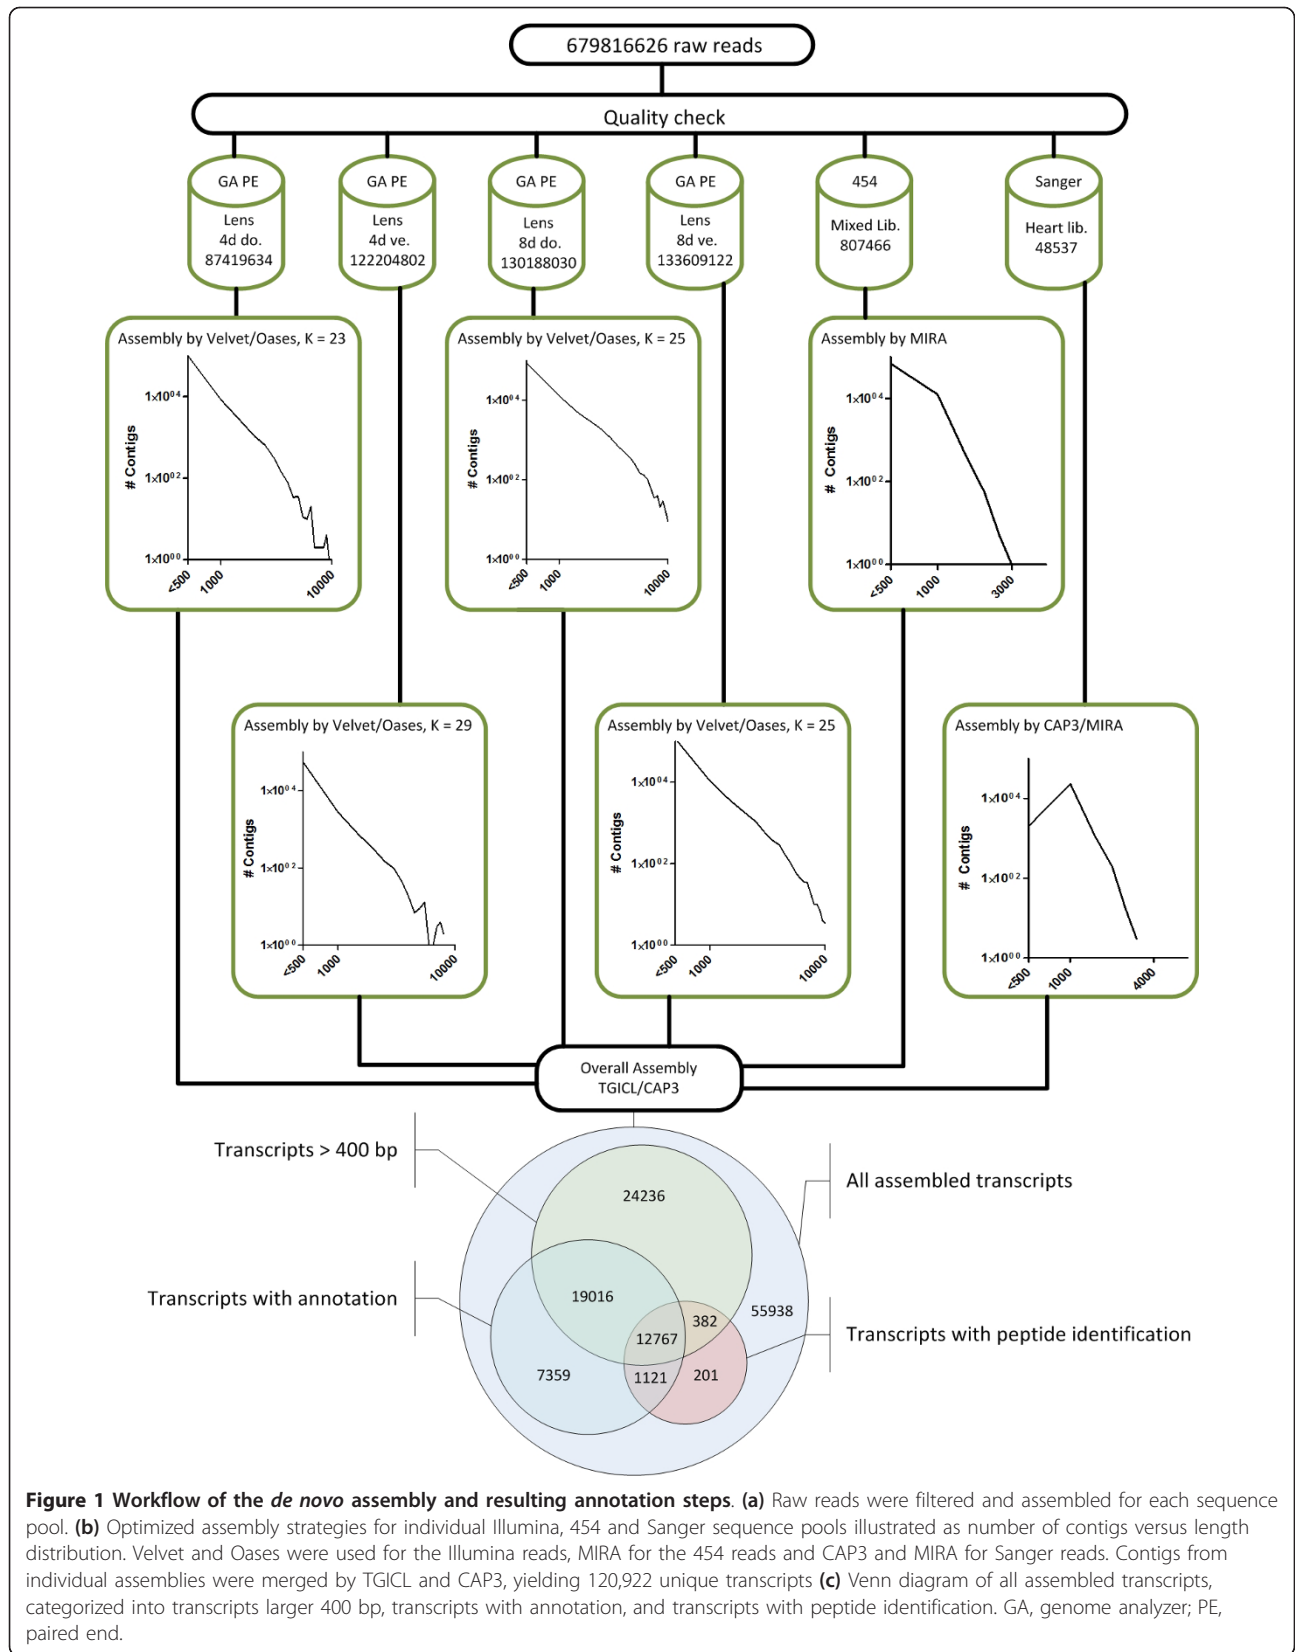 679816626 raw reads
Quality check
GA PE
Lens
4d do.
87419634
GA PE
Lens
4d ve.
122204802
GA PE
Lens
8d do.
130188030
GA PE
Lens
8d ve.
133609122
454
Mixed Lib.
807466
Sanger
Heart lib.
48537
Assembly by Velvet/Oases, K = 23
# Contigs
1×10⁰⁴
1×10⁰²
1×10⁰⁰
<500
1000
10000
Assembly by Velvet/Oases, K = 25
# Contigs
1×10⁰⁴
1×10⁰²
1×10⁰⁰
<500
1000
10000
Assembly by MIRA
# Contigs
1×10⁰⁴
1×10⁰²
1×10⁰⁰
<500
1000
3000
Assembly by Velvet/Oases, K = 29
# Contigs
1×10⁰⁴
1×10⁰²
1×10⁰⁰
<500
1000
10000
Assembly by Velvet/Oases, K = 25
# Contigs
1×10⁰⁴
1×10⁰²
1×10⁰⁰
<500
1000
10000
Assembly by CAP3/MIRA
# Contigs
1×10⁰⁴
1×10⁰²
1×10⁰⁰
<500
1000
4000
Overall Assembly
TGICL/CAP3
Transcripts > 400 bp
All assembled transcripts
24236
Transcripts with annotation
19016
55938
382
12767
Transcripts with peptide identification
7359
1121
201
Figure 1 Workflow of the de novo assembly and resulting annotation steps. (a) Raw reads were filtered and assembled for each sequence
pool. (b) Optimized assembly strategies for individual Illumina, 454 and Sanger sequence pools illustrated as number of contigs versus length
distribution. Velvet and Oases were used for the Illumina reads, MIRA for the 454 reads and CAP3 and MIRA for Sanger reads. Contigs from
individual assemblies were merged by TGICL and CAP3, yielding 120,922 unique transcripts (c) Venn diagram of all assembled transcripts,
categorized into transcripts larger 400 bp, transcripts with annotation, and transcripts with peptide identification. GA, genome analyzer; PE,
paired end.